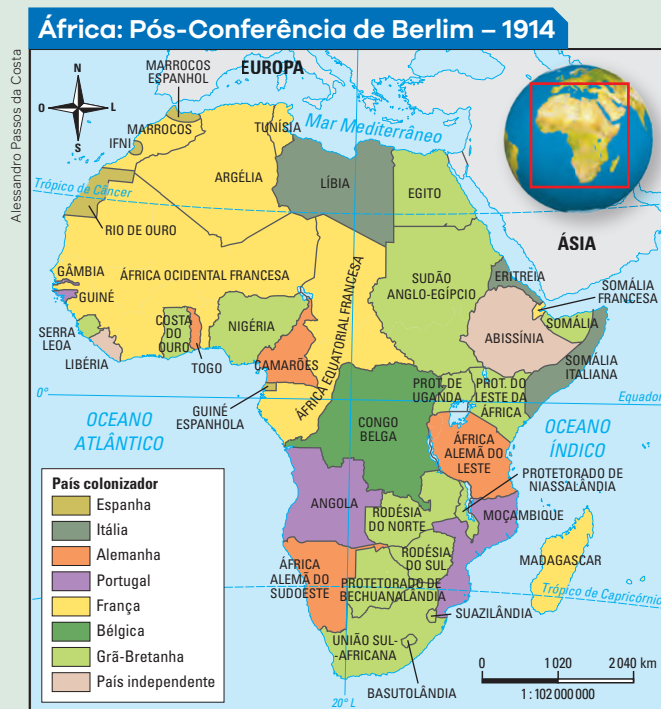 África: Pós-Conferência de Berlim – 1914
Alessandro Passos da Costa
N
O
L
S
EUROPA
ÁSIA
Mar Mediterrâneo
Trópico de Câncer
MARROCOS
ESPANHOL
MARROCOS
IFNI
TUNÍSIA
ARGÉLIA
LÍBIA
EGITO
RIO DE OURO
ÁFRICA OCIDENTAL FRANCESA
GÂMBIA
GUINÉ
SERRA
LEOA
LIBÉRIA
COSTA
DO
OURO
TOGO
NIGÉRIA
CAMARÕES
ÁFRICA EQUATORIAL FRANCESA
SUDÃO
ANGLO-EGÍPCIO
ERITREIA
SOMÁLIA
FRANCESA
ABISSÍNIA
SOMÁLIA
SOMÁLIA
ITALIANA
0°
Equador
GUINÉ
ESPANHOLA
OCEANO
ATLÂNTICO
CONGO
BELGA
PROT. DE
UGANDA
PROT. DO
LESTE DA
ÁFRICA
OCEANO
ÍNDICO
ÁFRICA
ALEMÃ DO
LESTE
PROTETORADO DE
NIASSALÂNDIA
ANGOLA
RODÉSIA
DO NORTE
MOÇAMBIQUE
RODÉSIA
DO SUL
MADAGASCAR
ÁFRICA
ALEMÃ DO
SUDOESTE
PROTETORADO DE
BECHUANALÂNDIA
Trópico de Capricórnio
SUAZILÂNDIA
UNIÃO SUL-
-AFRICANA
BASUTOLÂNDIA
20° L
País colonizador
Espanha
Itália
Alemanha
Portugal
França
Bélgica
Grã-Bretanha
País independente
0 1 020 2 040 km
1 : 102 000 000